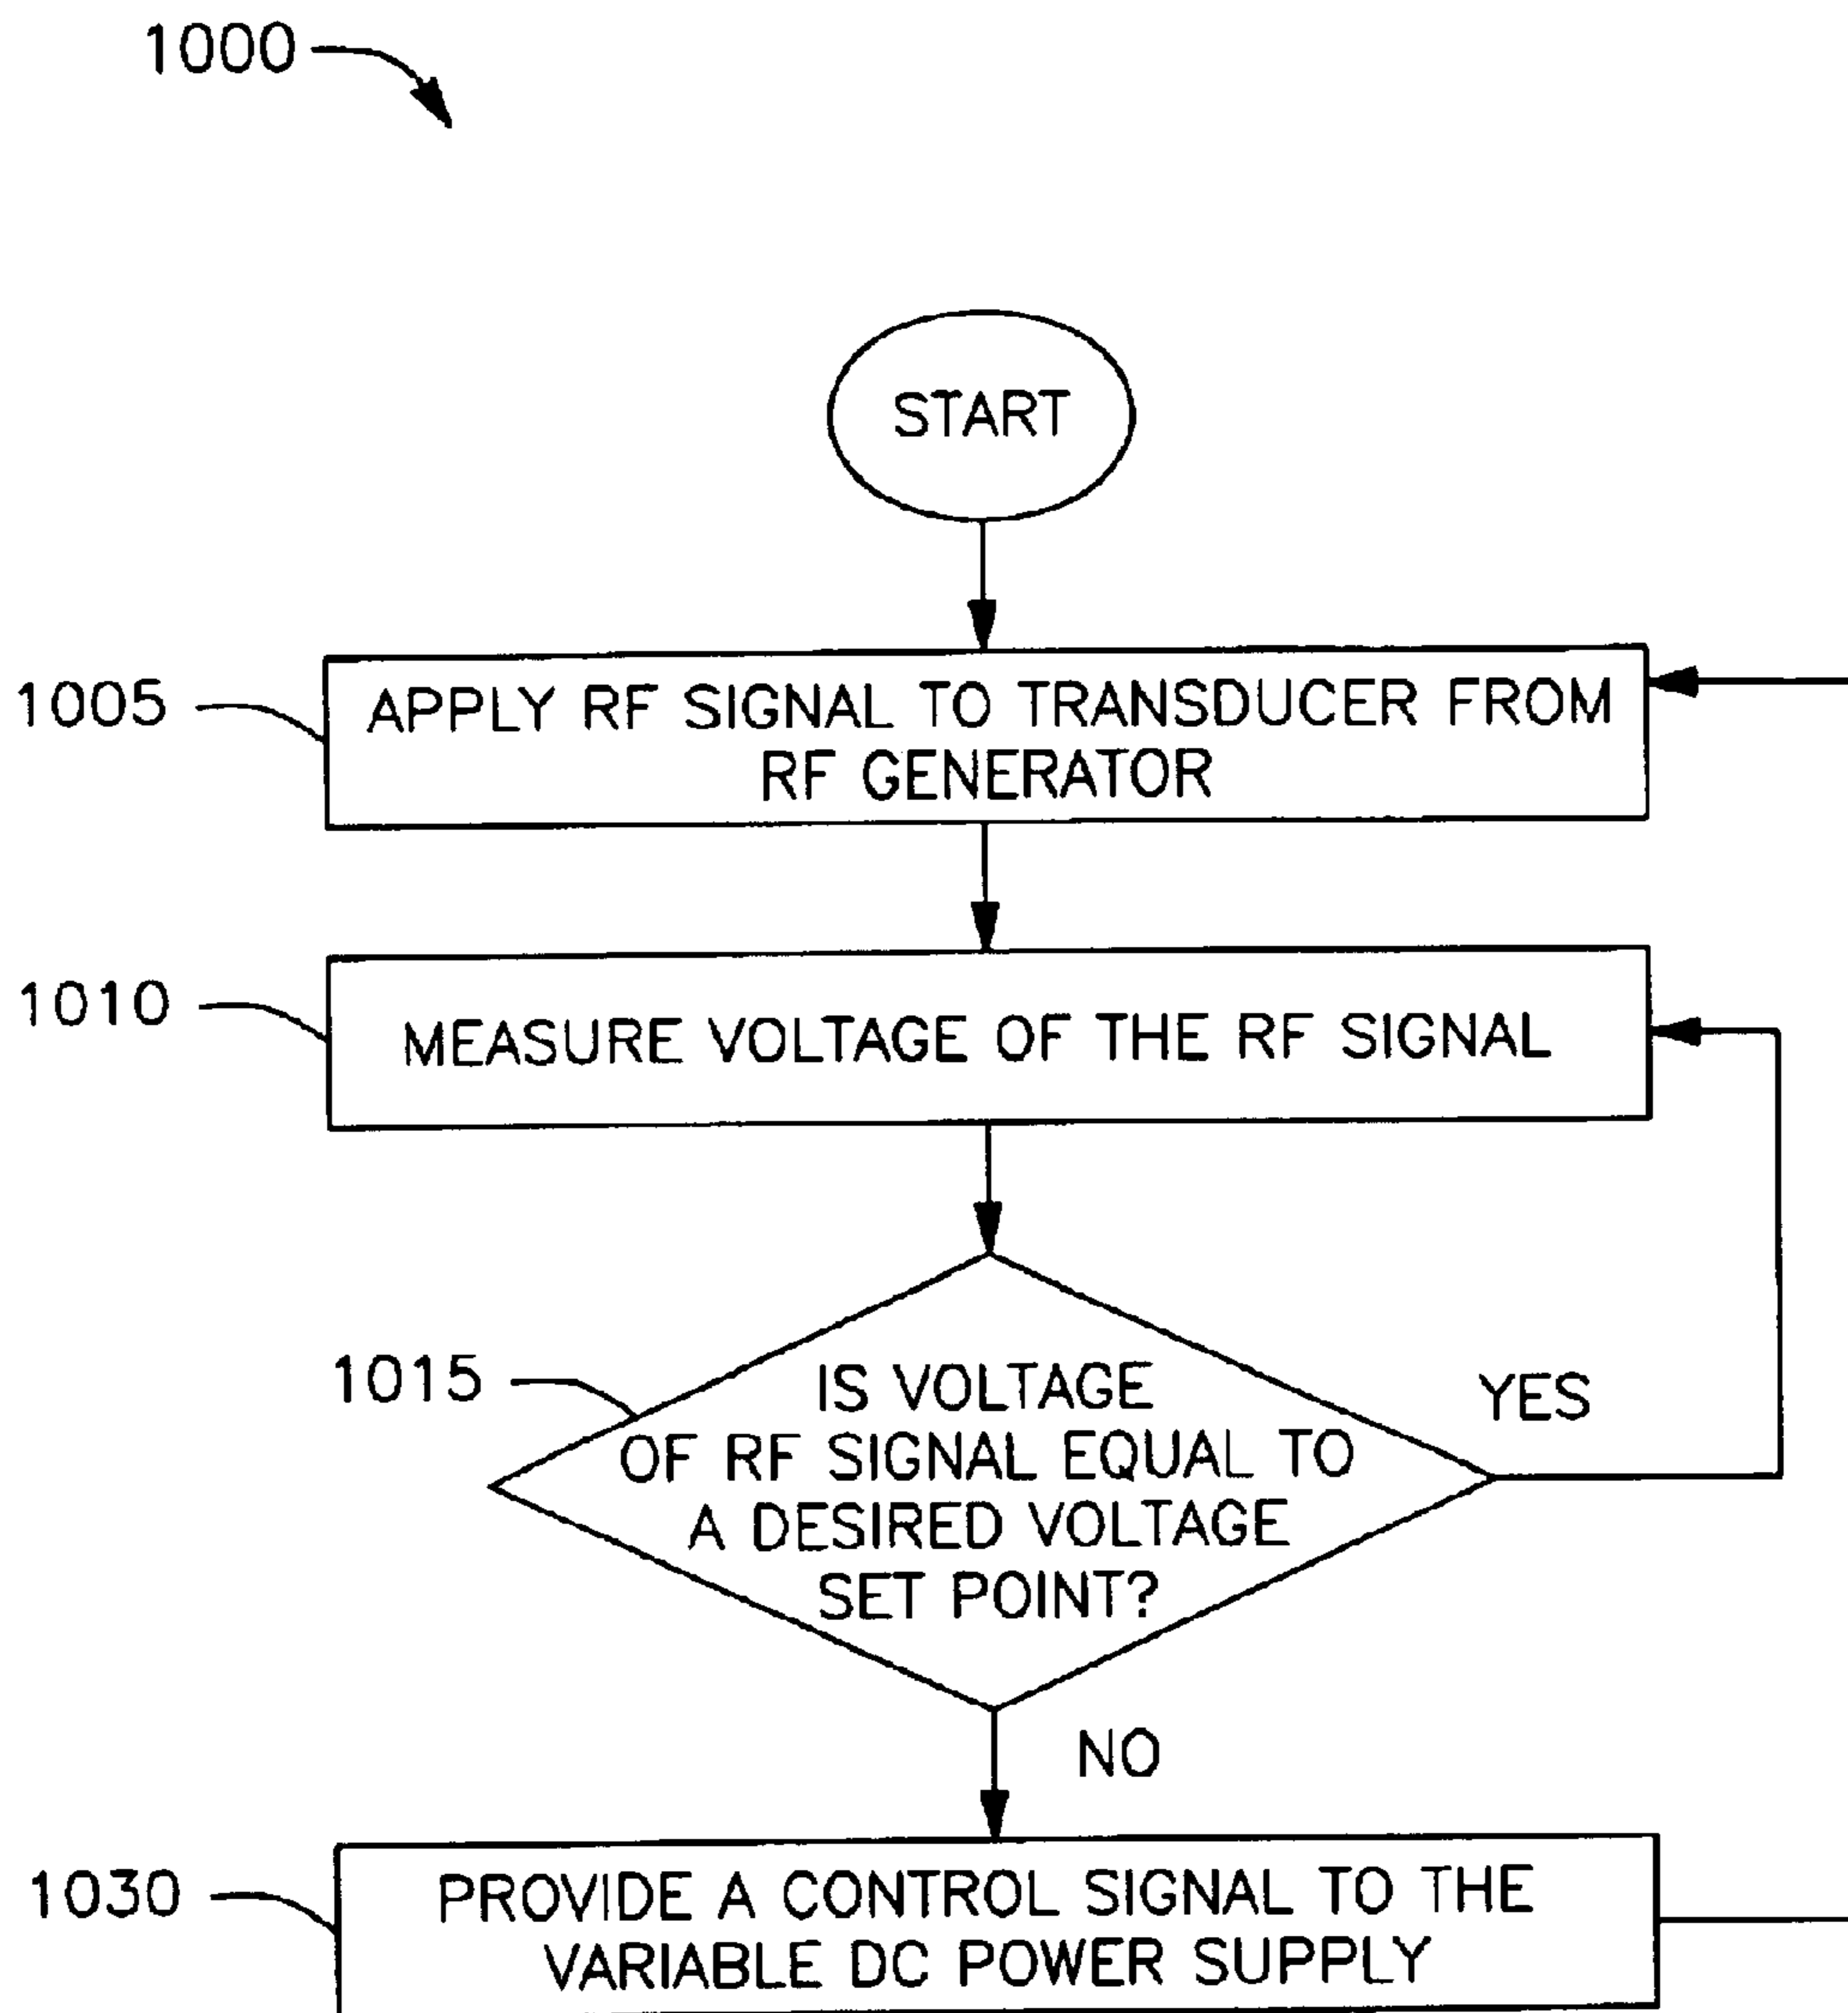 1000
START
1005
APPLY RF SIGNAL TO TRANSDUCER FROM
RF GENERATOR
1010
MEASURE VOLTAGE OF THE RF SIGNAL
1015
IS VOLTAGE
OF RF SIGNAL EQUAL TO
A DESIRED VOLTAGE
SET POINT?
YES
NO
1030
PROVIDE A CONTROL SIGNAL TO THE
VARIABLE DC POWER SUPPLY